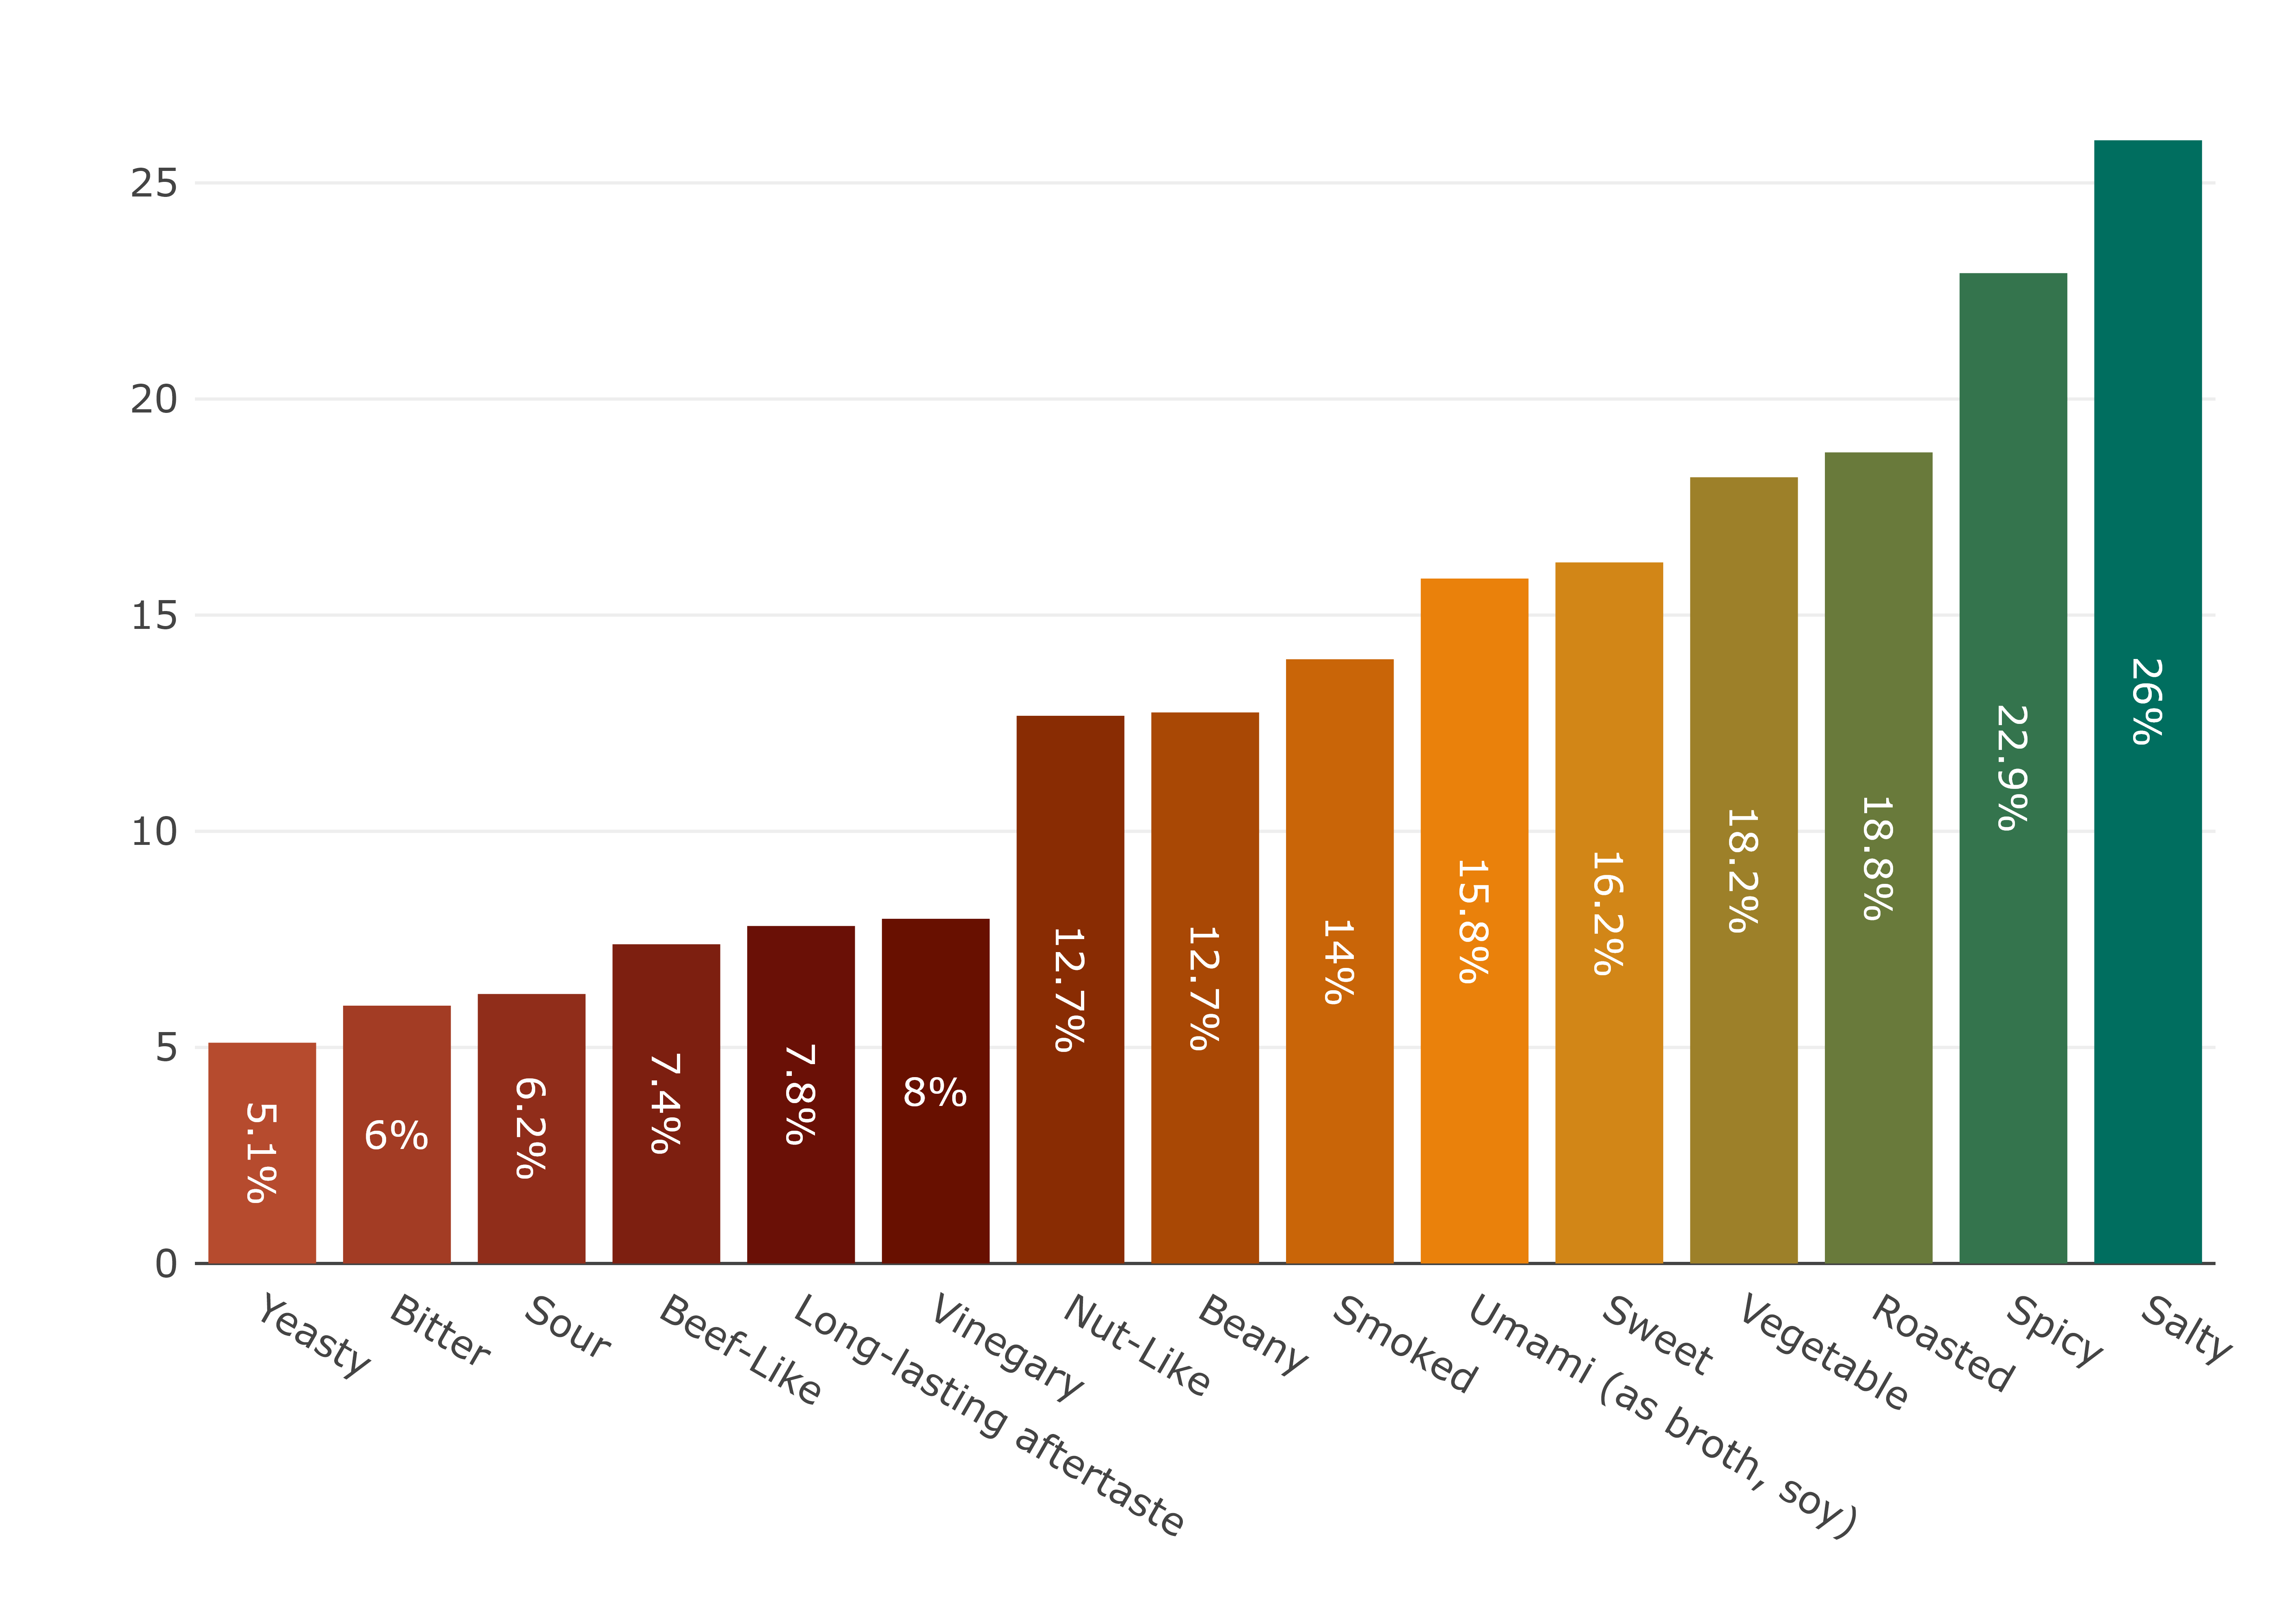 25
20
15
10
5
0
5.1%
6%
6.2%
7.4%
7.8%
8%
12.7%
12.7%
14%
15.8%
16.2%
18.2%
18.8%
22.9%
26%
Yeasty
Bitter
Sour
Beef-Like
Long-lasting aftertaste
Vinegary
Nut-Like
Beany
Smoked
Umami (as broth, soy)
Sweet
Vegetable
Roasted
Spicy
Salty